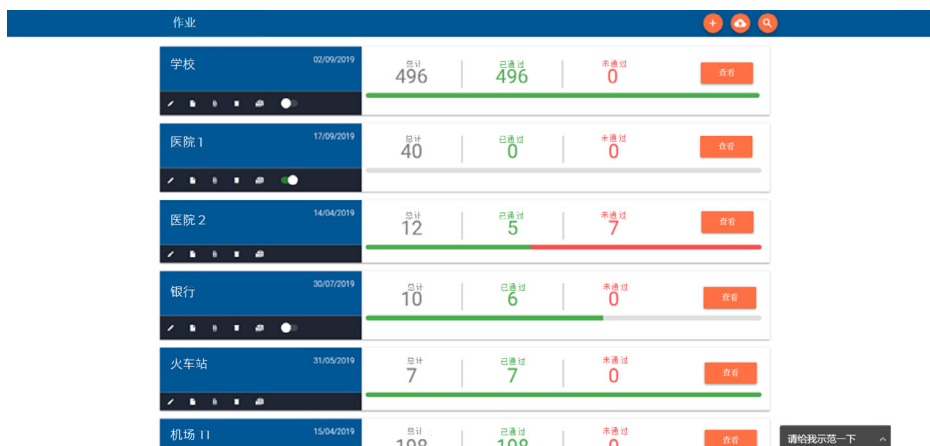 作业
学校 02/09/2019 总计 已通过 未通过
496 496 0 查看
医院 1 17/09/2019 总计 已通过 未通过
40 0 0 查看
医院 2 14/04/2019 总计 已通过 未通过
12 5 7 查看
银行 30/07/2019 总计 已通过 未通过
10 6 0 查看
火车站 31/05/2019 总计 已通过 未通过
7 7 0 查看
机场 T1 15/04/2019 总计 已通过 未通过
198 198 0 查看
请给我示范一下